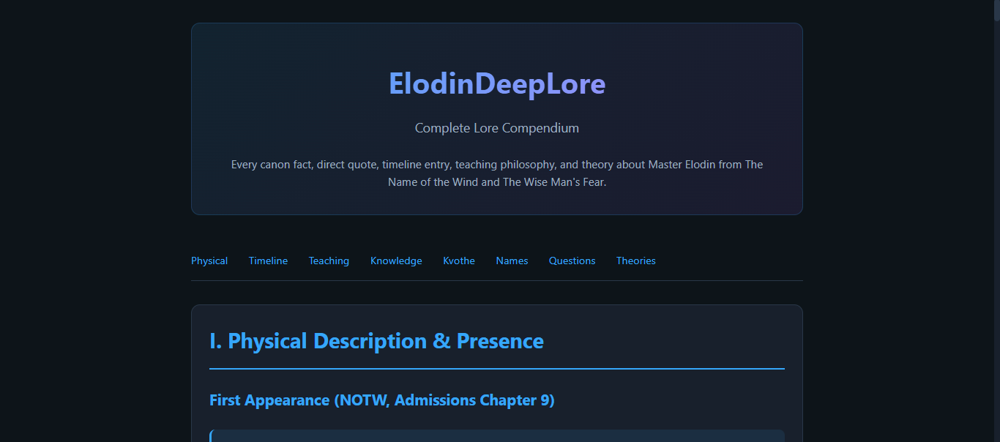 ElodinDeepLore
Complete Lore Compendium
Every canon fact, direct quote, timeline entry, teaching philosophy, and theory about Master Elodin from The
Name of the Wind and The Wise Man's Fear.
Physical Timeline Teaching Knowledge Kvothe Names Questions Theories
I. Physical Description & Presence
First Appearance (NOTW, Admissions Chapter 9)